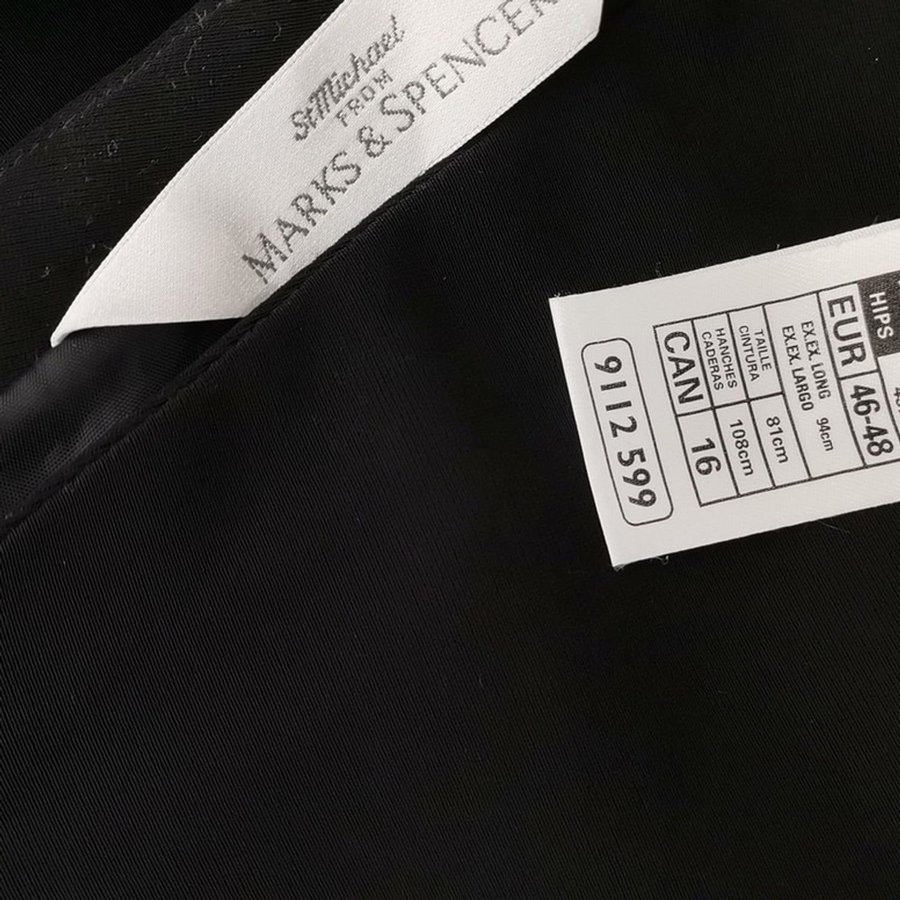 St Michael
FROM
MARKS & SPENCER
HIPS
EUR 46-48
EX.EX. LONG
EX.EX. LARGO 94cm
TAILLE
CINTURA 81cm
HANCHES
CADERAS 108cm
CAN 16
9112 599